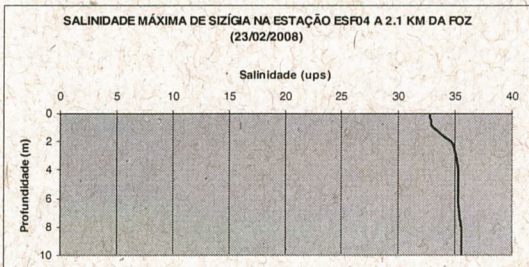 SALINIDADE MÁXIMA DE SIZÍGIA NA ESTAÇÃO ESF04 A 2.1 KM DA FOZ
(23/02/2008)
Salinidade (ups)
0 5 10 15 20 25 30 35 40
Profundidade (m)
0
2
4
6
8
10